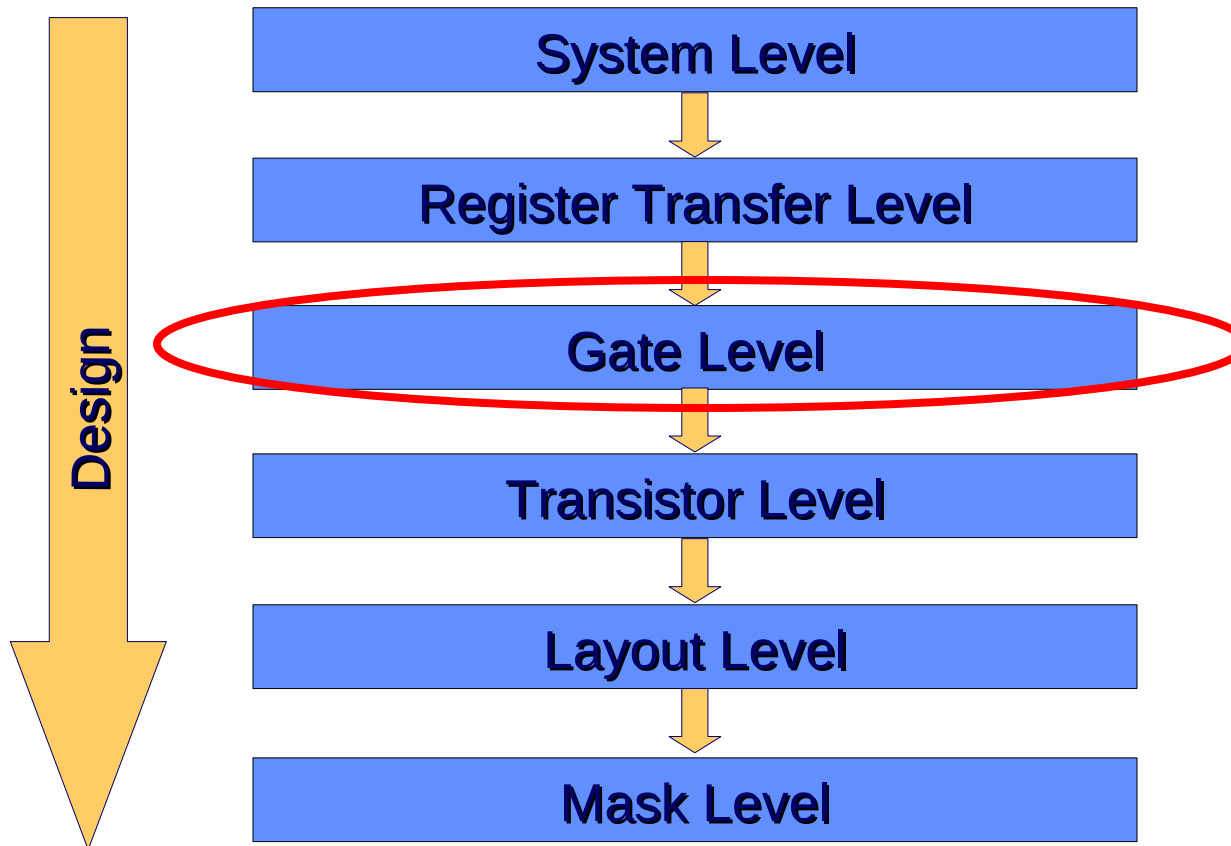 System Level
Register Transfer Level
Gate Level
Design
Transistor Level
Layout Level
Mask Level